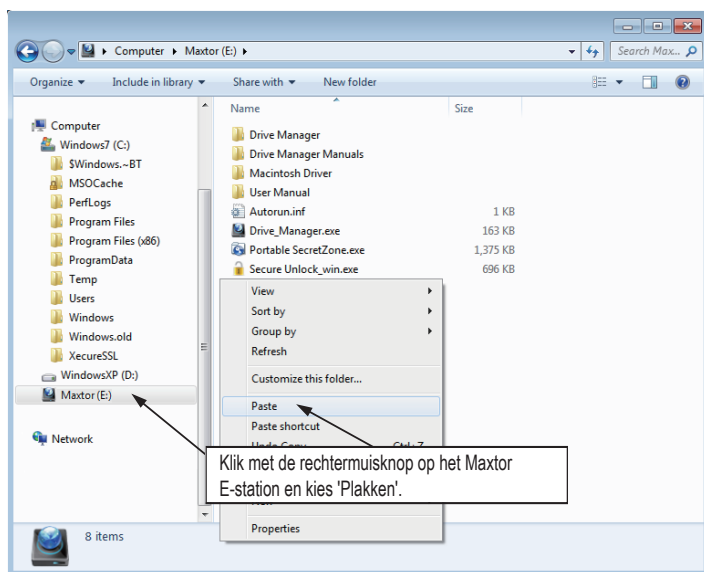 Computer ▸ Maxtor (E:) ▸
Search Max...
Organize
Include in library
Share with
New folder
Name
Size
Computer
Windows7 (C:)
$Windows.~BT
MSOCache
PerfLogs
Program Files
Program Files (x86)
ProgramData
Temp
Users
Windows
Windows.old
XecureSSL
WindowsXP (D:)
Maxtor (E:)
Network
Drive Manager
Drive Manager Manuals
Macintosh Driver
User Manual
Autorun.inf 1 KB
Drive_Manager.exe 163 KB
Portable SecretZone.exe 1,375 KB
Secure Unlock_win.exe 696 KB
View
Sort by
Group by
Refresh
Customize this folder...
Paste
Paste shortcut
Klik met de rechtermuisknop op het Maxtor
E-station en kies 'Plakken'.
Properties
8 items